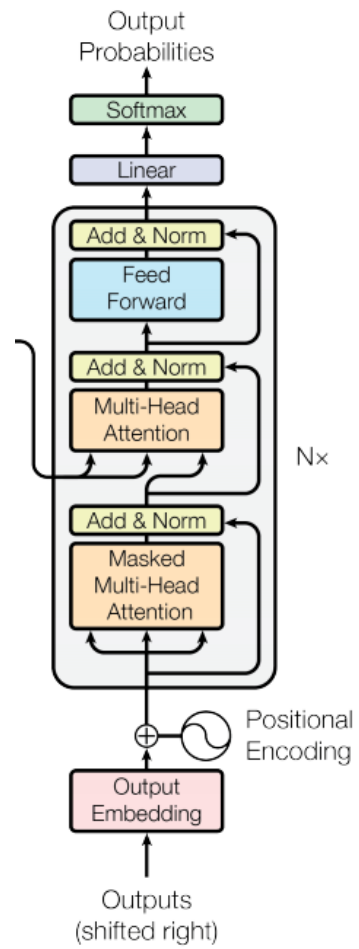 Output
Probabilities
Softmax
Linear
Add & Norm
Feed
Forward
Add & Norm
Multi-Head
Attention
N×
Add & Norm
Masked
Multi-Head
Attention
Positional
Encoding
Output
Embedding
Outputs
(shifted right)